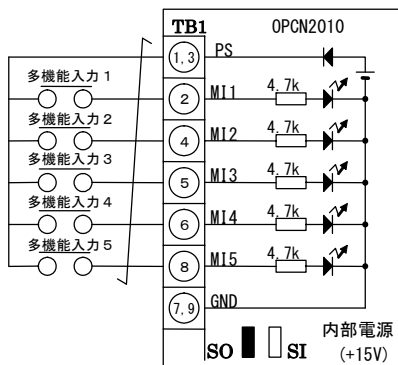 TB1 OPCN2010
1,3 PS
多機能入力1
2 MI1 4.7k
多機能入力2
4 MI2 4.7k
多機能入力3
5 MI3 4.7k
多機能入力4
6 MI4 4.7k
多機能入力5
8 MI5 4.7k
7,9 GND
SO SI 内部電源
(+15V)